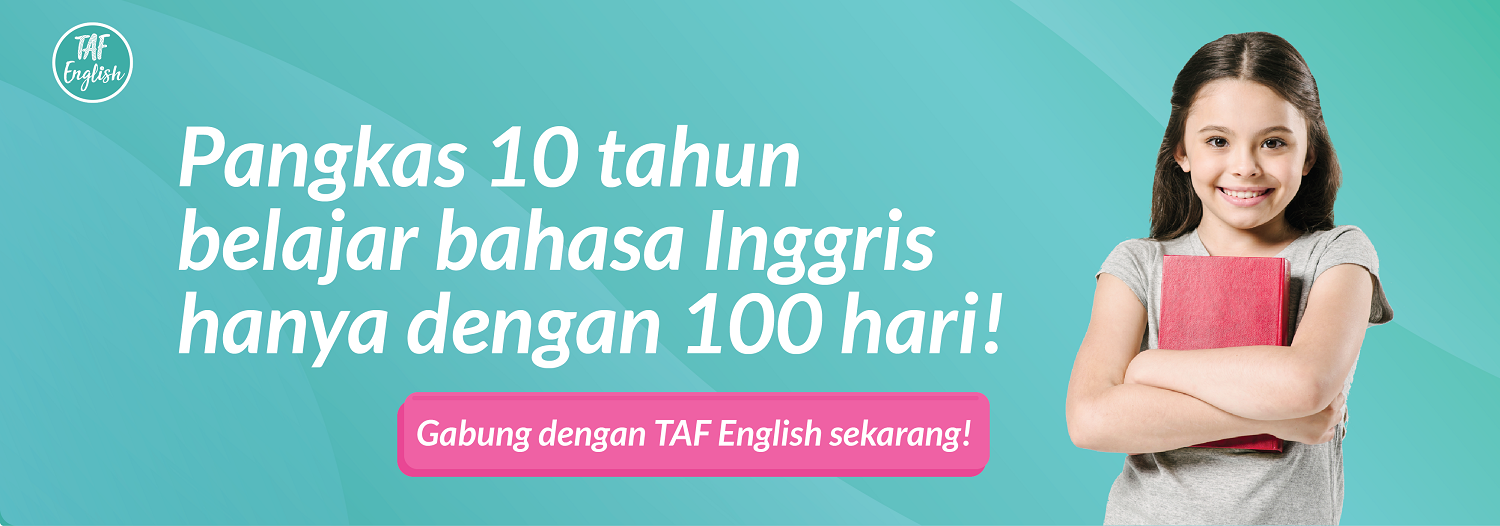 TAF
English
Pangkas 10 tahun
belajar bahasa Inggris
hanya dengan 100 hari!
Gabung dengan TAF English sekarang!